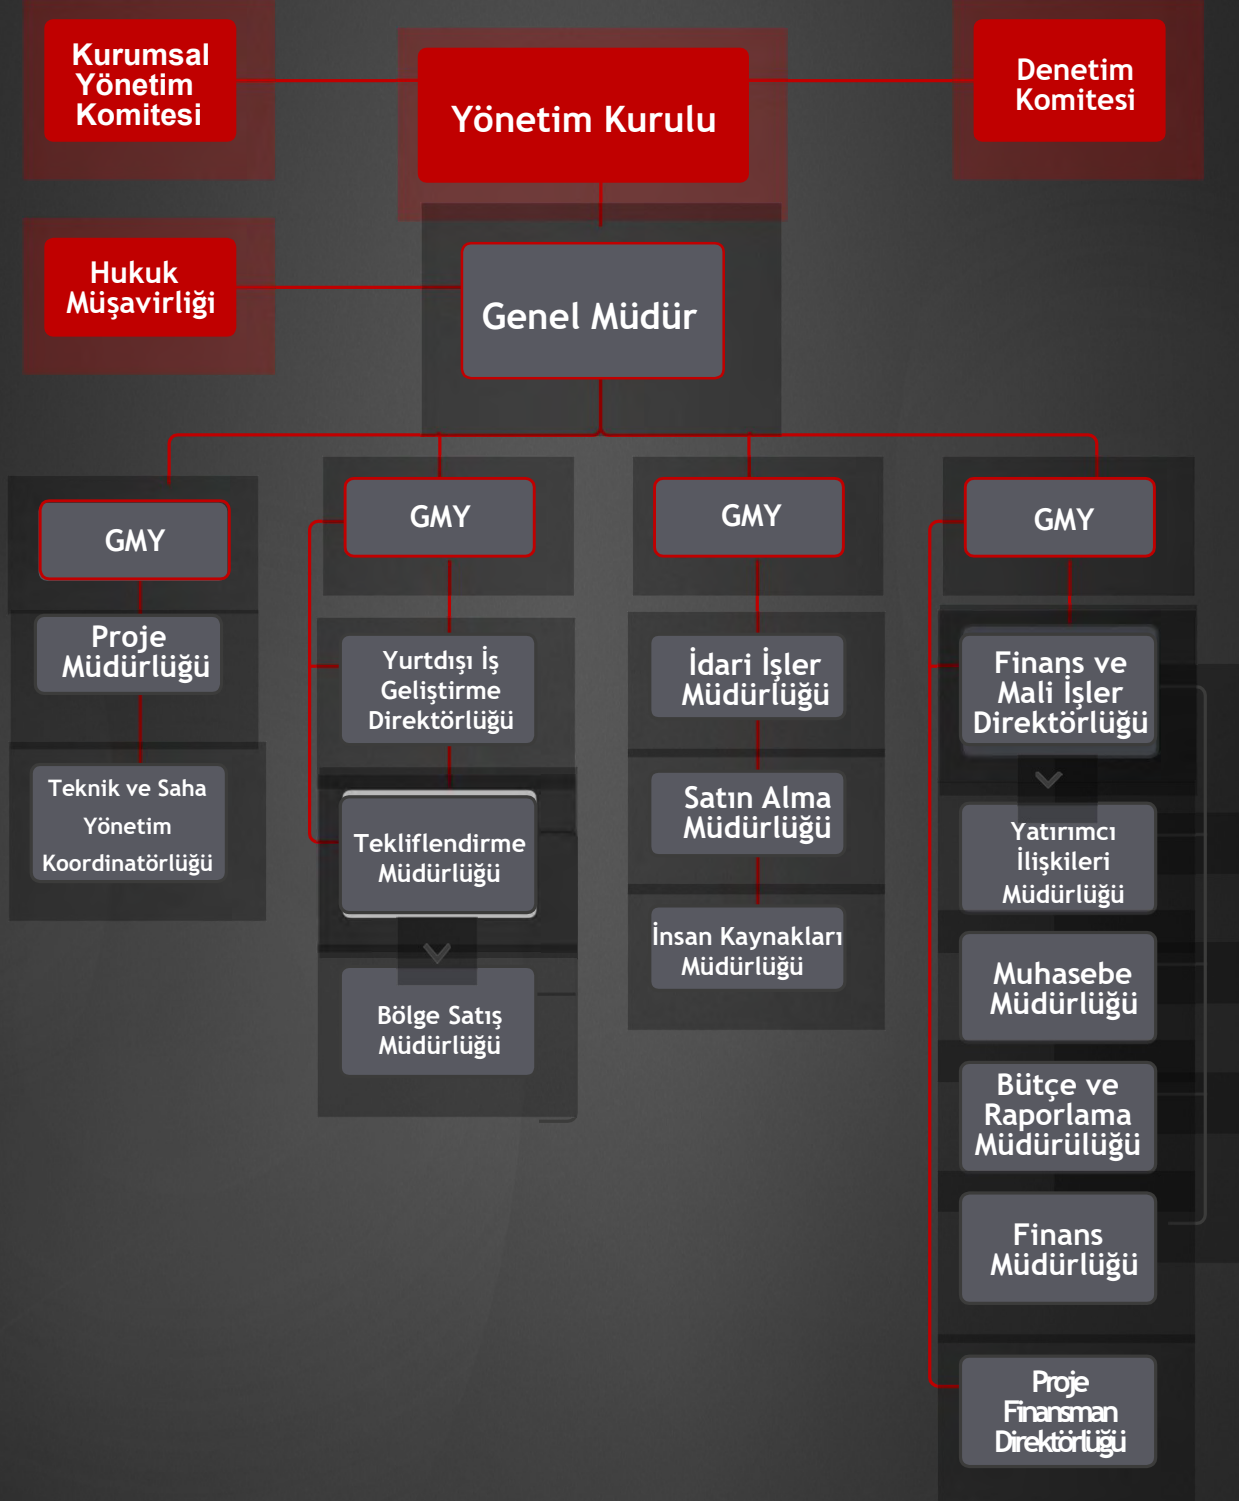 Kurumsal
Yönetim
Komitesi
Yönetim Kurulu
Denetim
Komitesi
Hukuk
Müşavirliği
Genel Müdür
GMY
Proje
Müdürlüğü
Teknik ve Saha
Yönetim
Koordinatörlüğü
GMY
Yurtdışı İş
Geliştirme
Direktörlüğü
Tekliflendirme
Müdürlüğü
Bölge Satış
Müdürlüğü
GMY
İdari İşler
Müdürlüğü
Satın Alma
Müdürlüğü
İnsan Kaynakları
Müdürlüğü
GMY
Finans ve
Mali İşler
Direktörlüğü
Yatırımcı
İlişkileri
Müdürlüğü
Muhasebe
Müdürlüğü
Bütçe ve
Raporlama
Müdürülüğü
Finans
Müdürlüğü
Proje
Finansman
Direktörlüğü